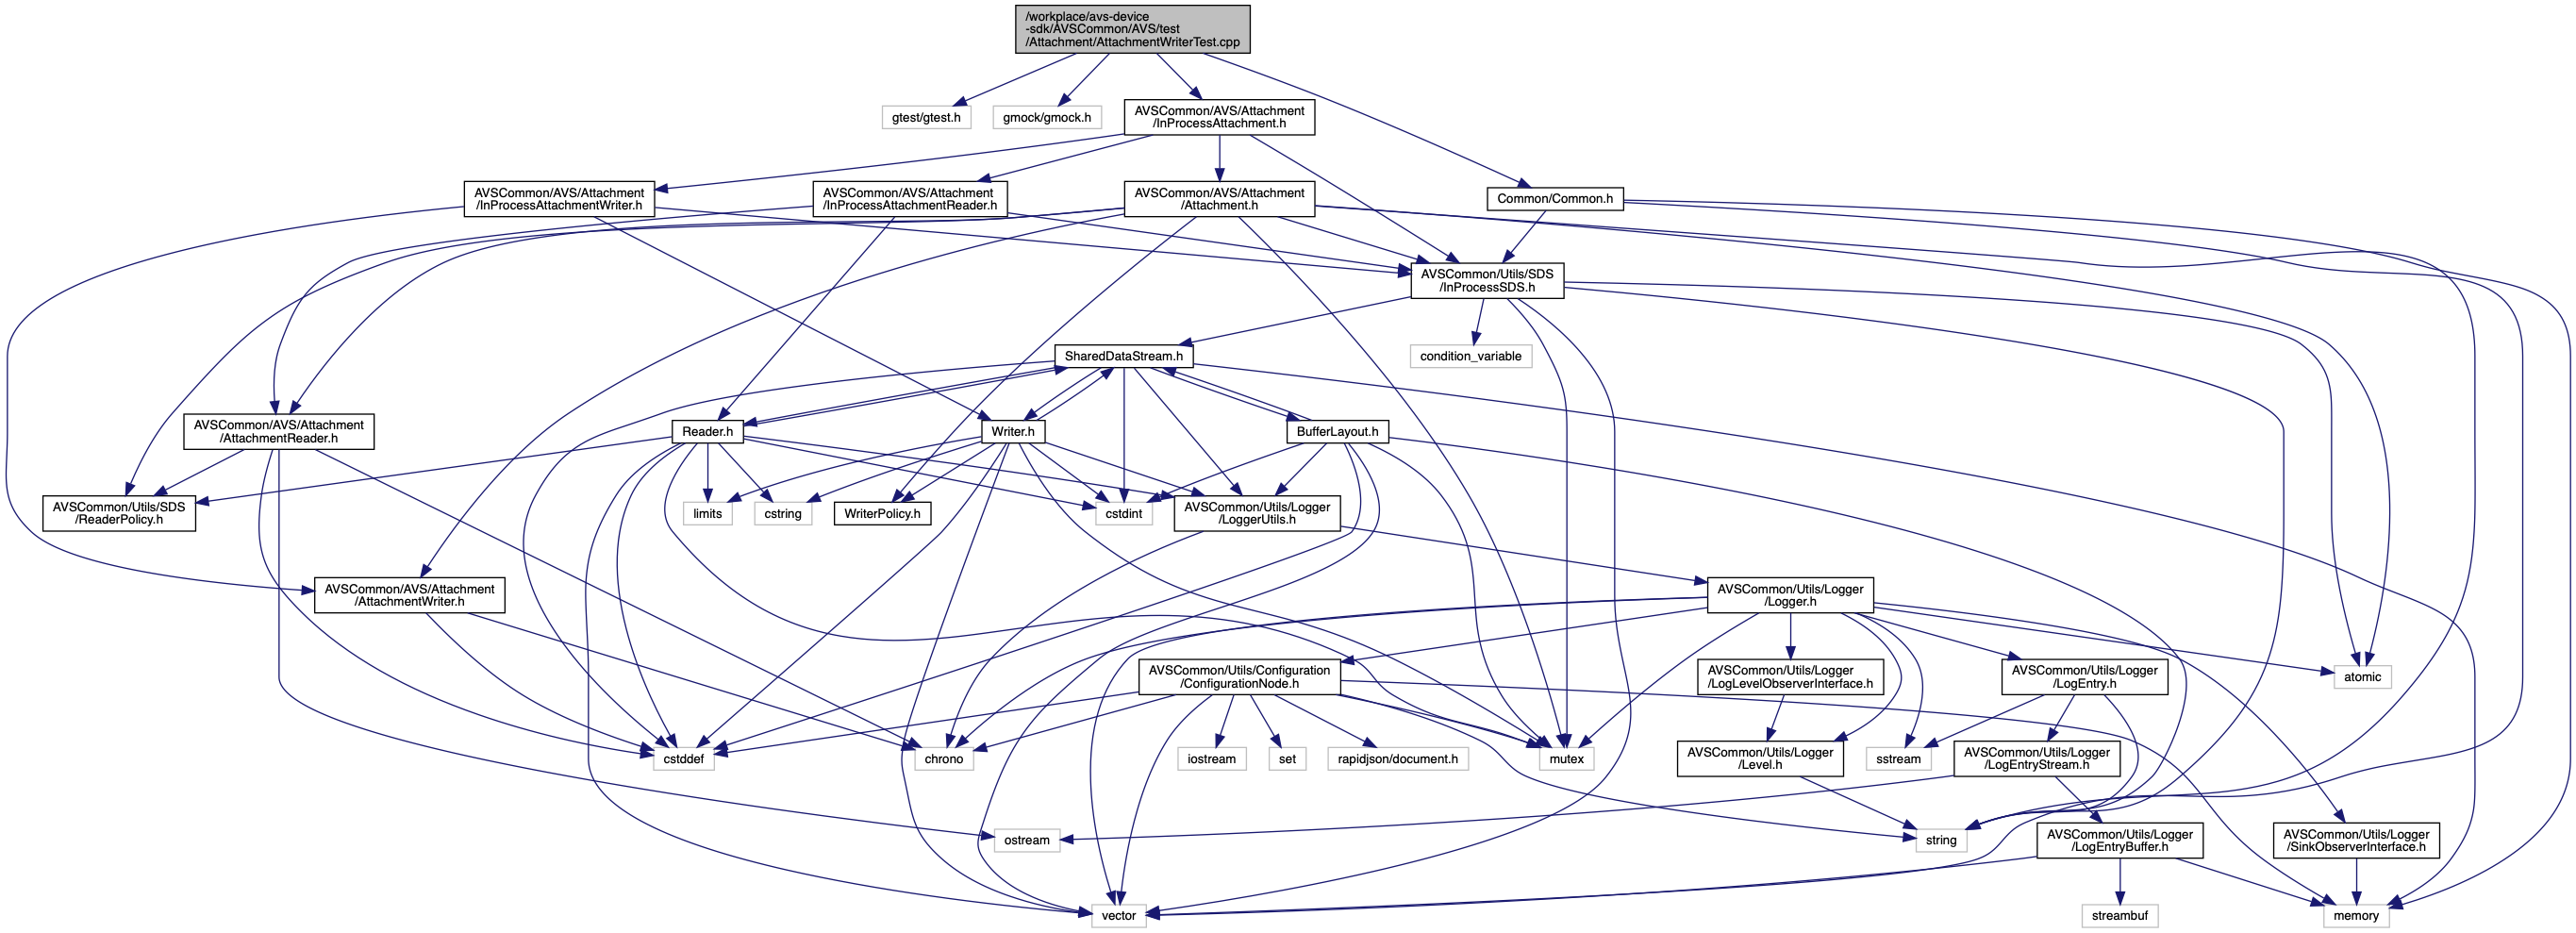 /workplace/avs-device
-sdk/AVSCommon/AVS/test
/Attachment/AttachmentWriterTest.cpp
gtest/gtest.h
gmock/gmock.h
AVSCommon/AVS/Attachment
/InProcessAttachment.h
AVSCommon/AVS/Attachment
/InProcessAttachmentWriter.h
AVSCommon/AVS/Attachment
/InProcessAttachmentReader.h
AVSCommon/AVS/Attachment
/Attachment.h
Common/Common.h
AVSCommon/Utils/SDS
/InProcessSDS.h
SharedDataStream.h
condition_variable
AVSCommon/AVS/Attachment
/AttachmentReader.h
Reader.h
Writer.h
BufferLayout.h
AVSCommon/Utils/SDS
/ReaderPolicy.h
limits
cstring
WriterPolicy.h
cstdint
AVSCommon/Utils/Logger
/LoggerUtils.h
AVSCommon/AVS/Attachment
/AttachmentWriter.h
AVSCommon/Utils/Logger
/Logger.h
AVSCommon/Utils/Configuration
/ConfigurationNode.h
AVSCommon/Utils/Logger
/LogLevelObserverInterface.h
AVSCommon/Utils/Logger
/LogEntry.h
atomic
cstddef
chrono
iostream
set
rapidjson/document.h
mutex
AVSCommon/Utils/Logger
/Level.h
sstream
AVSCommon/Utils/Logger
/LogEntryStream.h
ostream
string
AVSCommon/Utils/Logger
/LogEntryBuffer.h
AVSCommon/Utils/Logger
/SinkObserverInterface.h
vector
streambuf
memory